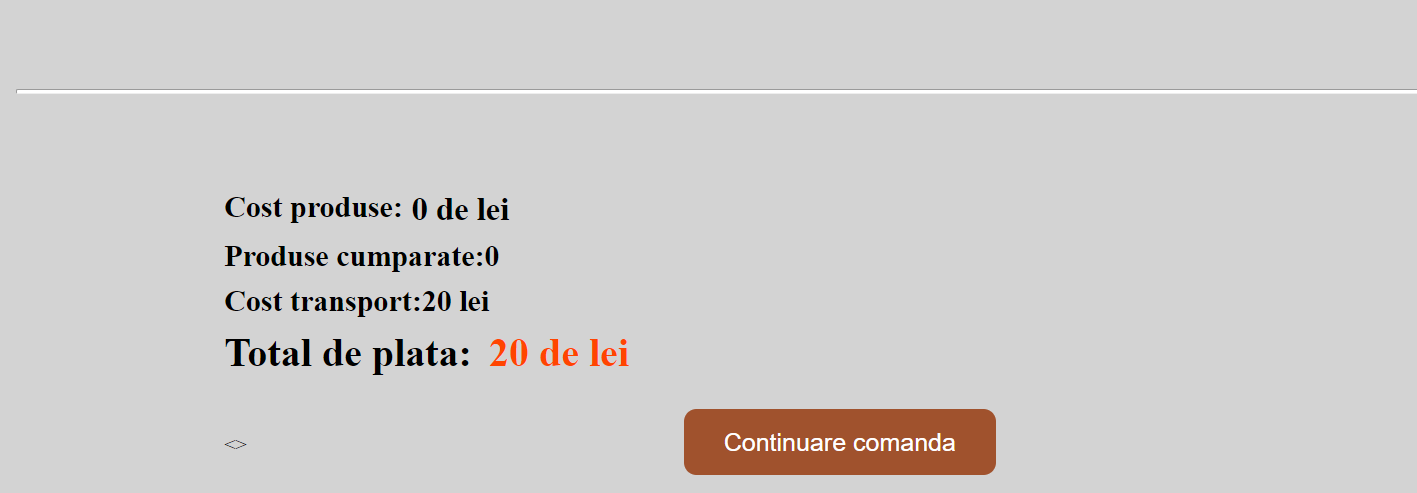 Cost produse: 0 de lei
Produse cumparate:0
Cost transport:20 lei
Total de plata: 20 de lei
<>
Continuare comanda